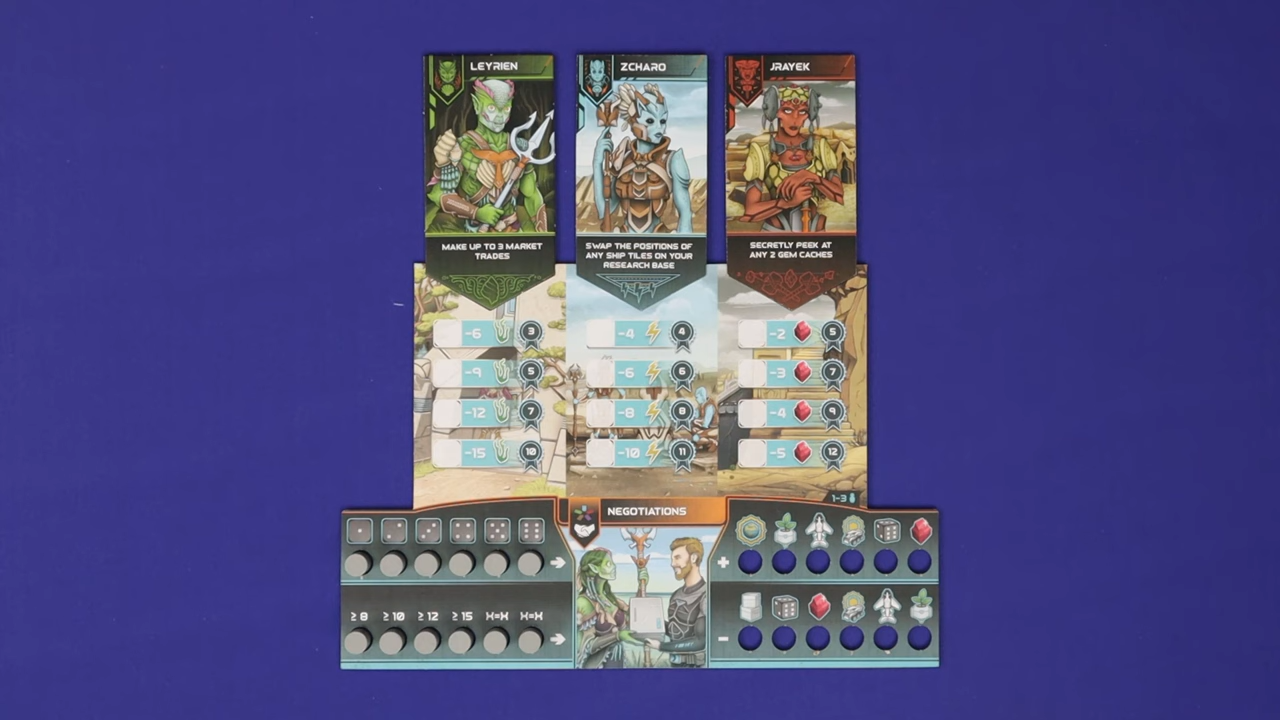 LEYRIEN
ZCHARO
JRAYEK
MAKE UP TO 3 MARKET
TRADES
SWAP THE POSITIONS OF
ANY SHIP TILES ON YOUR
RESEARCH BASE
SECRETLY PEEK AT
ANY 2 GEM CACHES
-6 3
-4 4
-2 5
-9 5
-6 6
-3 7
-12 7
-8 8
-4 9
-15 10
-10 11
-5 12
1-3
NEGOTIATIONS
+
≥8 ≥10 ≥12 ≥15 X=X X=X
-